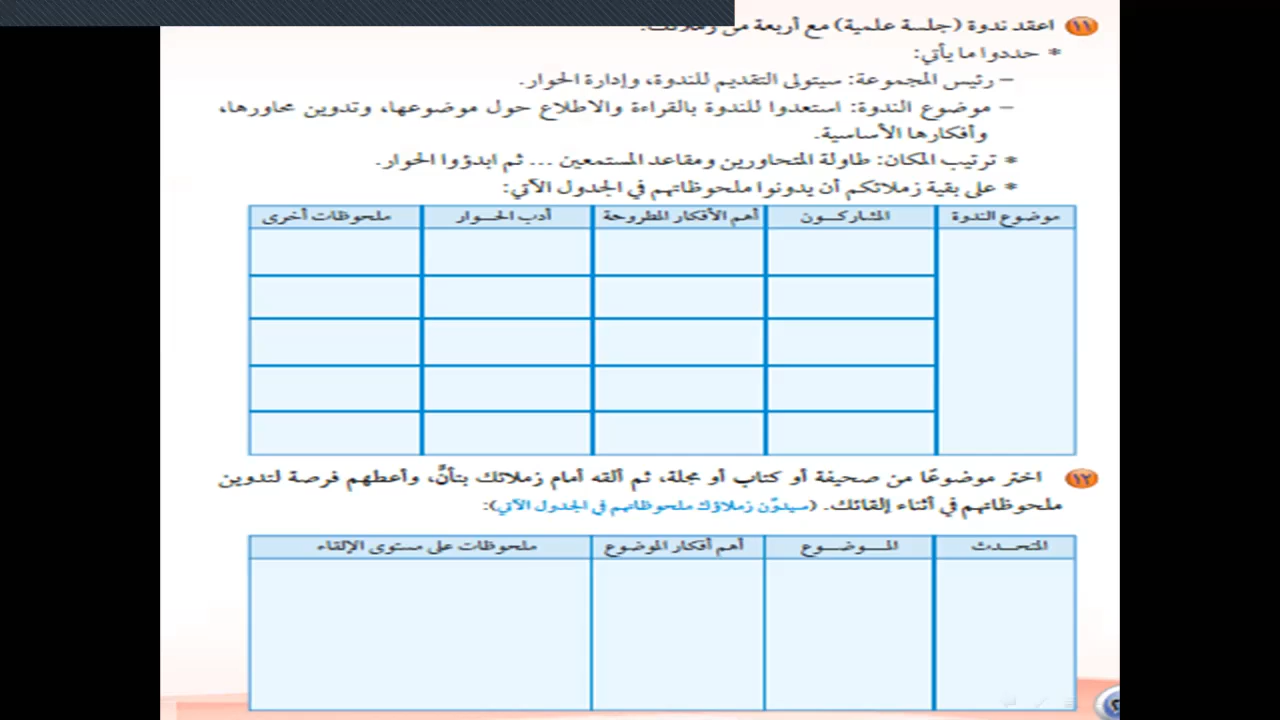 ١١ اعقد ندوة (جلسة علمية) مع أربعة من زملائك.
* حددوا ما يأتي:
– رئيس المجموعة: سيتولى التقديم للندوة، وإدارة الحوار.
– موضوع الندوة: استعدوا للندوة بالقراءة والاطلاع حول موضوعها، وتدوين محاورها،
وأفكارها الأساسية.
* ترتيب المكان: طاولة المتحاورين ومقاعد المستمعين ... ثم ابدؤوا الحوار.
* على بقية زملائكم أن يدونوا ملحوظاتهم في الجدول الآتي:
موضوع الندوة المشاركـــون أهم الأفكار المطروحة أدب الحـــوار ملحوظات أخرى
١٢ اختر موضوعًا من صحيفة أو كتاب أو مجلة، ثم ألقه أمام زملائك بتأنٍّ، وأعطهم فرصة لتدوين
ملحوظاتهم في أثناء إلقائك. (سيدوّن زملاؤك ملحوظاتهم في الجدول الآتي):
المتحـــدث المـــوضـــوع أهم أفكار الموضوع ملحوظات على مستوى الإلقاء